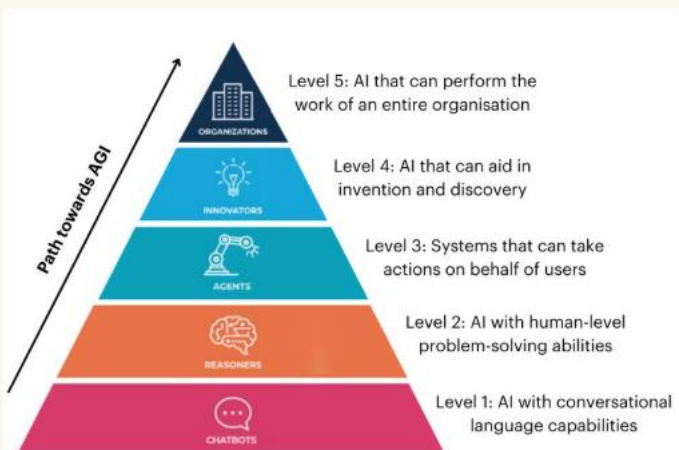 Path towards AGI
Level 5: AI that can perform the
work of an entire organisation
ORGANIZATIONS
Level 4: AI that can aid in
invention and discovery
INNOVATORS
Level 3: Systems that can take
actions on behalf of users
AGENTS
Level 2: AI with human-level
problem-solving abilities
REASONERS
Level 1: AI with conversational
language capabilities
CHATBOTS